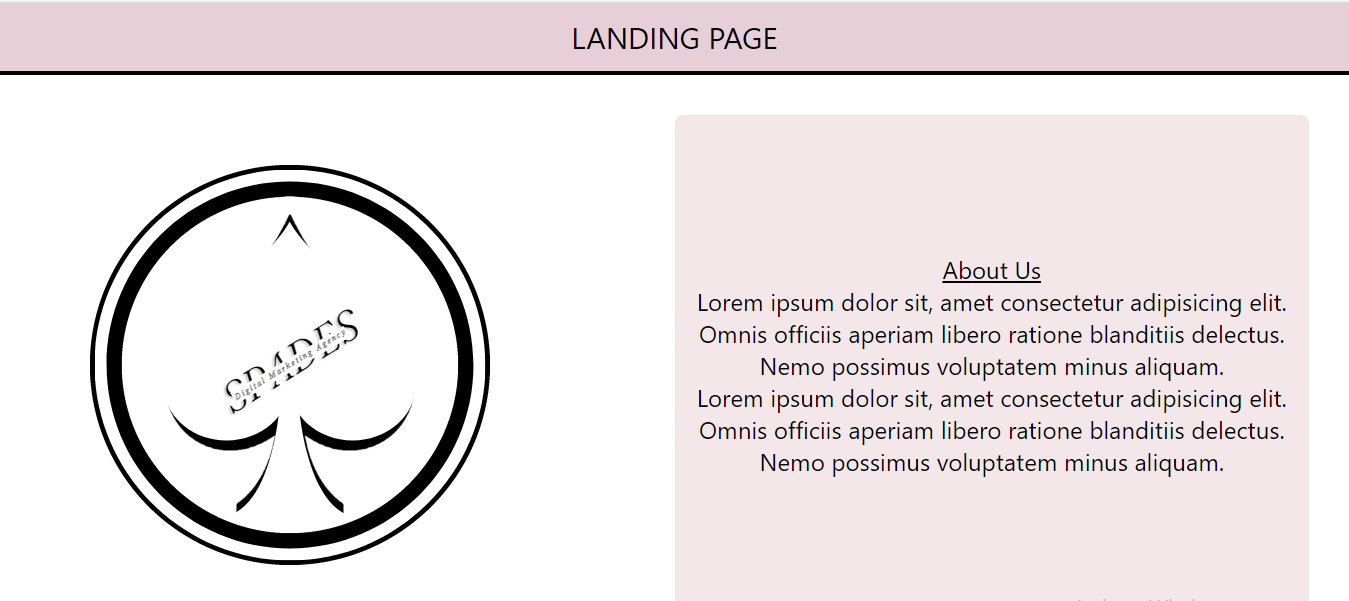 LANDING PAGE
SPADES
Digital Marketing Agency
About Us
Lorem ipsum dolor sit, amet consectetur adipisicing elit.
Omnis officiis aperiam libero ratione blanditiis delectus.
Nemo possimus voluptatem minus aliquam.
Lorem ipsum dolor sit, amet consectetur adipisicing elit.
Omnis officiis aperiam libero ratione blanditiis delectus.
Nemo possimus voluptatem minus aliquam.